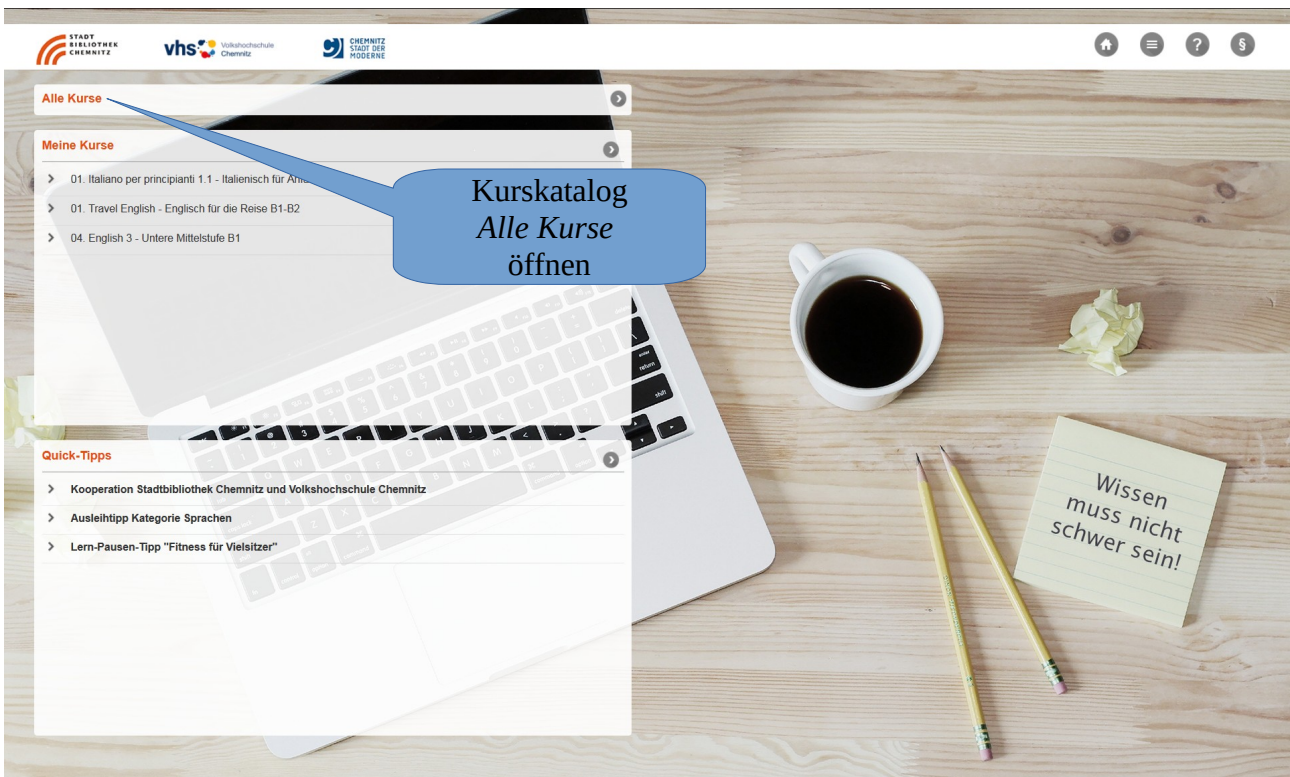 STADT
BIBLIOTHEK
CHEMNITZ
vhs Volkshochschule
Chemnitz
CHEMNITZ
STADT DER
MODERNE
?
§
Alle Kurse
Meine Kurse
01. Italiano per principianti 1.1 - Italienisch für
01. Travel English - Englisch für die Reise B1-B2
04. English 3 - Untere Mittelstufe B1
Kurskatalog
Alle Kurse
öffnen
Quick-Tipps
Kooperation Stadtbibliothek Chemnitz und Volkshochschule Chemnitz
Ausleihtipp Kategorie Sprachen
Lern-Pausen-Tipp "Fitness für Vielsitzer"
enter
return
shift
Wissen
muss nicht
schwer sein!